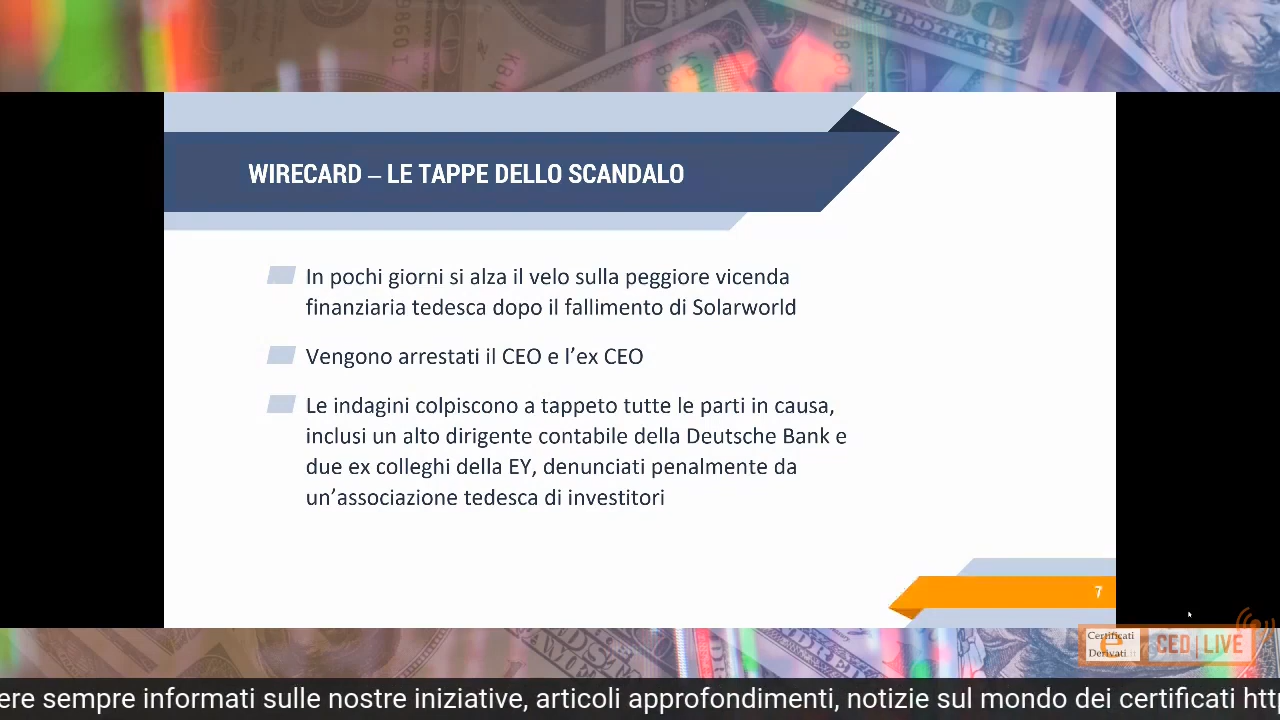 WIRECARD – LE TAPPE DELLO SCANDALO
In pochi giorni si alza il velo sulla peggiore vicenda
finanziaria tedesca dopo il fallimento di Solarworld
Vengono arrestati il CEO e l'ex CEO
Le indagini colpiscono a tappeto tutte le parti in causa,
inclusi un alto dirigente contabile della Deutsche Bank e
due ex colleghi della EY, denunciati penalmente da
un'associazione tedesca di investitori
7
Certificati
Derivati
CED|LIVE
ere sempre informati sulle nostre iniziative, articoli approfondimenti, notizie sul mondo dei certificati htt